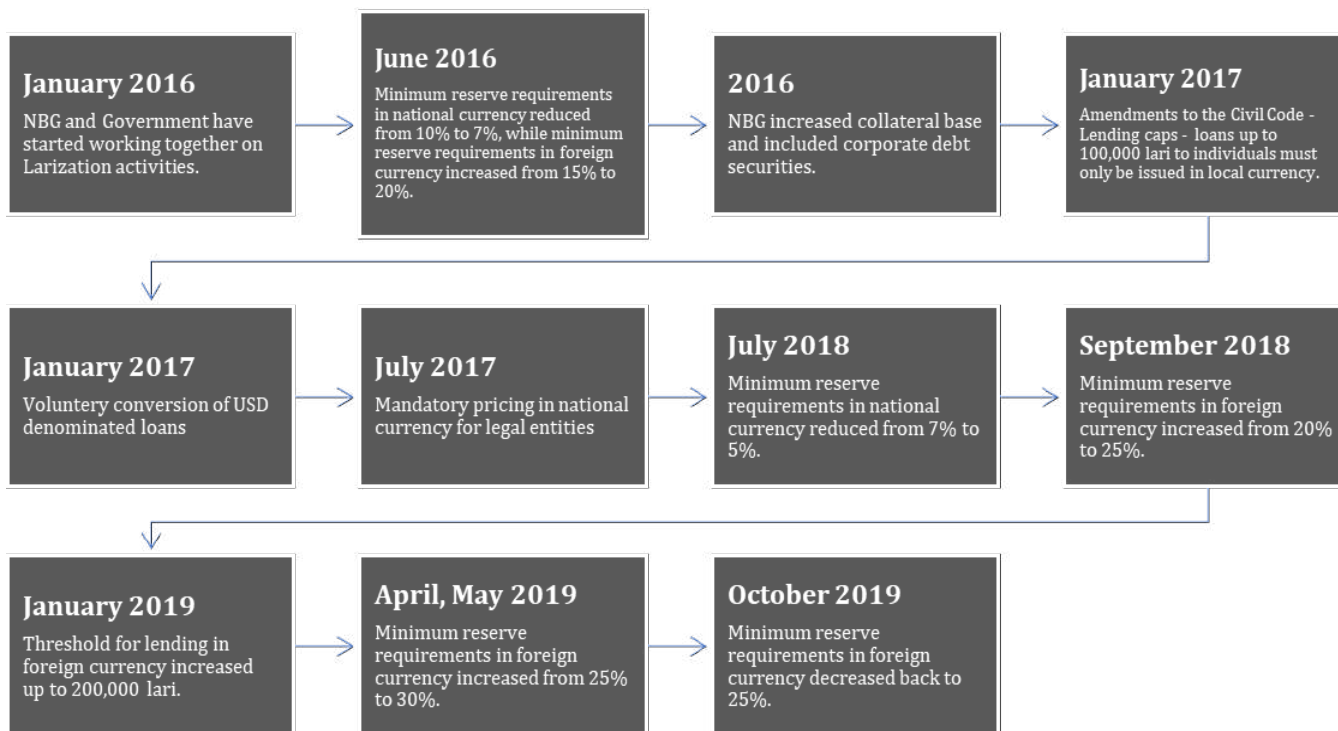 January 2016
NBG and Government have
started working together on
Larization activities.
June 2016
Minimum reserve requirements
in national currency reduced
from 10% to 7%, while minimum
reserve requirements in foreign
currency increased from 15% to
20%.
2016
NBG increased collateral base
and included corporate debt
securities.
January 2017
Amendments to the Civil Code -
Lending caps - loans up to
100,000 lari to individuals must
only be issued in local currency.
January 2017
Voluntery conversion of USD
denominated loans
July 2017
Mandatory pricing in national
currency for legal entities
July 2018
Minimum reserve
requirements in national
currency reduced from 7% to
5%.
September 2018
Minimum reserve
requirements in foreign
currency increased from 20%
to 25%.
January 2019
Threshold for lending in
foreign currency increased
up to 200,000 lari.
April, May 2019
Minimum reserve
requirements in foreign
currency increased from 25%
to 30%.
October 2019
Minimum reserve
requirements in foreign
currency decreased back to
25%.